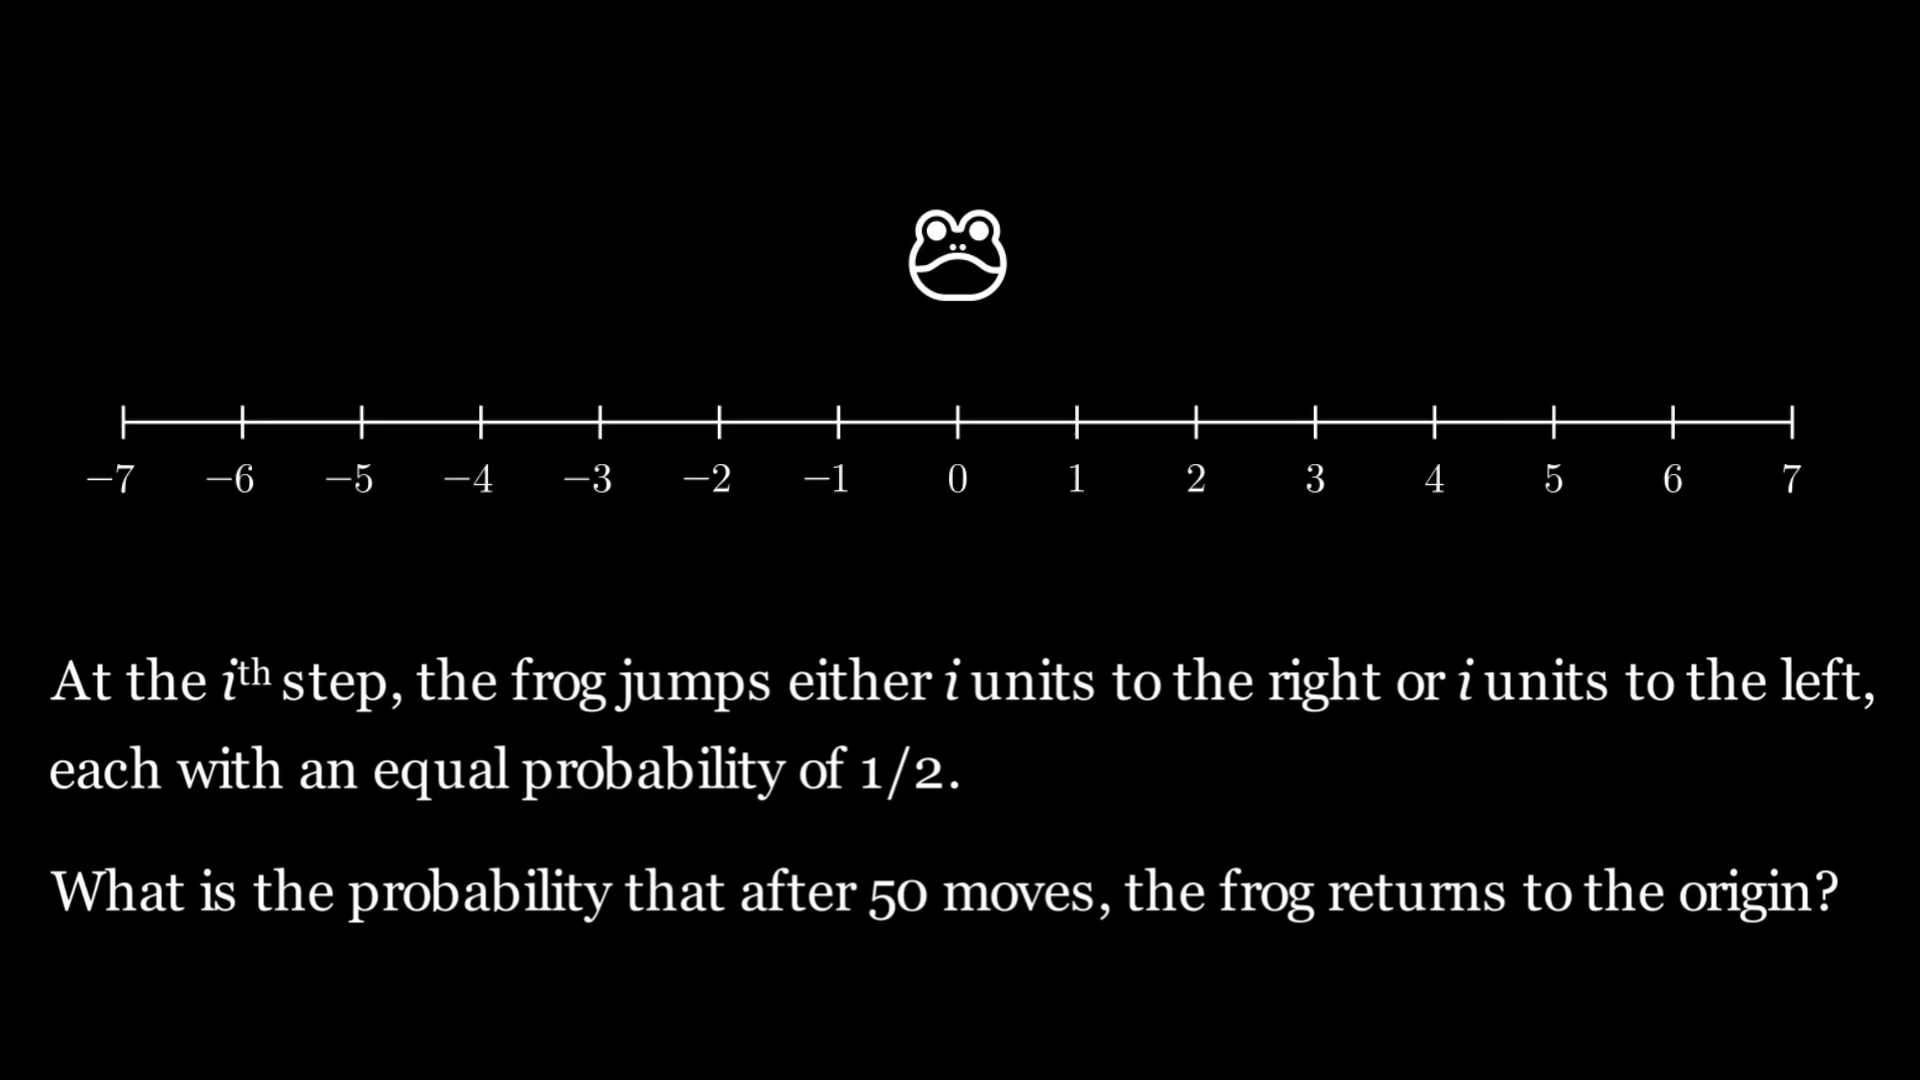 −7 −6 −5 −4 −3 −2 −1 0 1 2 3 4 5 6 7
At the iᵗʰ step, the frog jumps either i units to the right or i units to the left,
each with an equal probability of 1/2.
What is the probability that after 50 moves, the frog returns to the origin?